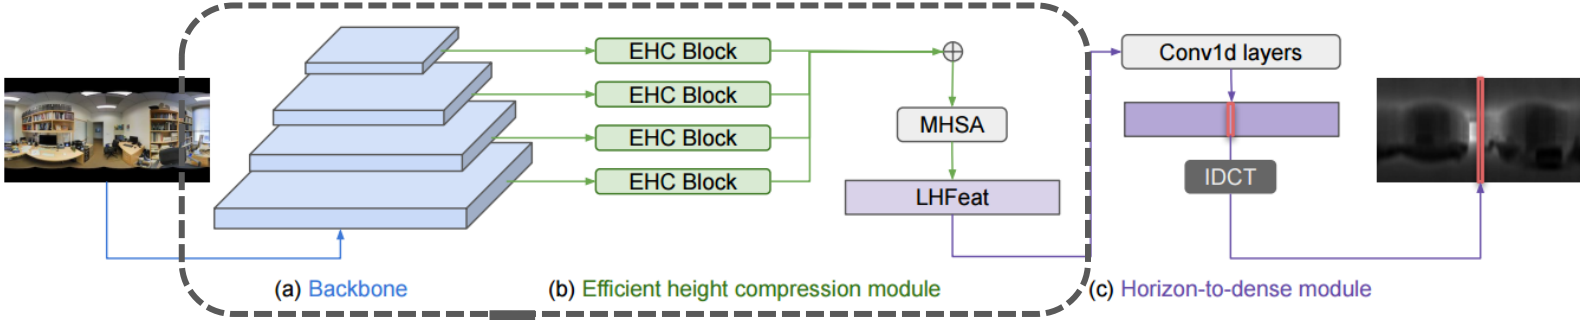 EHC Block
EHC Block
EHC Block
EHC Block
MHSA
LHFeat
Conv1d layers
IDCT
(a) Backbone
(b) Efficient height compression module
(c) Horizon-to-dense module